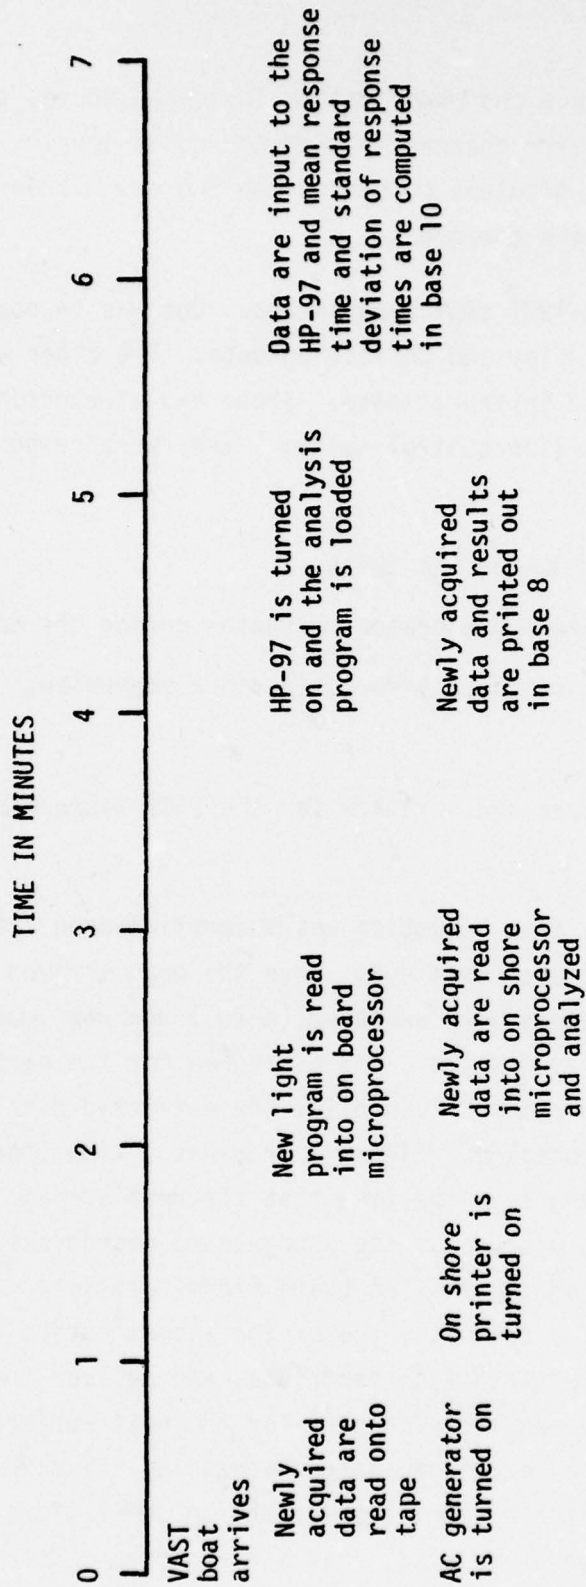 TIME IN MINUTES
0 1 2 3 4 5 6 7
VAST
boat
arrives
Newly
acquired
data are
read onto
tape
AC generator
is turned on
On shore
printer is
turned on
New light
program is read
into on board
microprocessor
Newly acquired
data are read
into on shore
microprocessor
and analyzed
HP-97 is turned
on and the analysis
program is loaded
Newly acquired
data and results
are printed out
in base 8
Data are input to the
HP-97 and mean response
time and standard
deviation of response
times are computed
in base 10